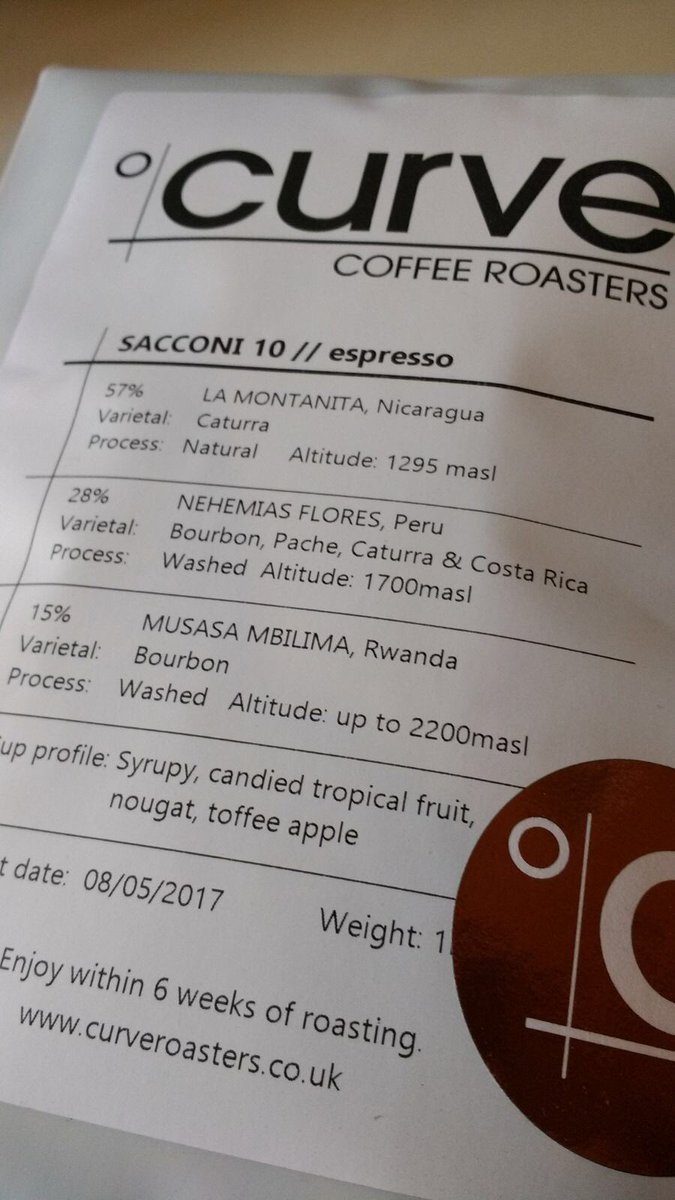 °curve
COFFEE ROASTERS
SACCONI 10 // espresso
57% LA MONTANITA, Nicaragua
Varietal: Caturra
Process: Natural Altitude: 1295 masl
28% NEHEMIAS FLORES, Peru
Varietal: Bourbon, Pache, Caturra & Costa Rica
Process: Washed Altitude: 1700masl
15% MUSASA MBILIMA, Rwanda
Varietal: Bourbon
Process: Washed Altitude: up to 2200masl
up profile: Syrupy, candied tropical fruit,
nougat, toffee apple
t date: 08/05/2017 Weight: 1
Enjoy within 6 weeks of roasting.
www.curveroasters.co.uk